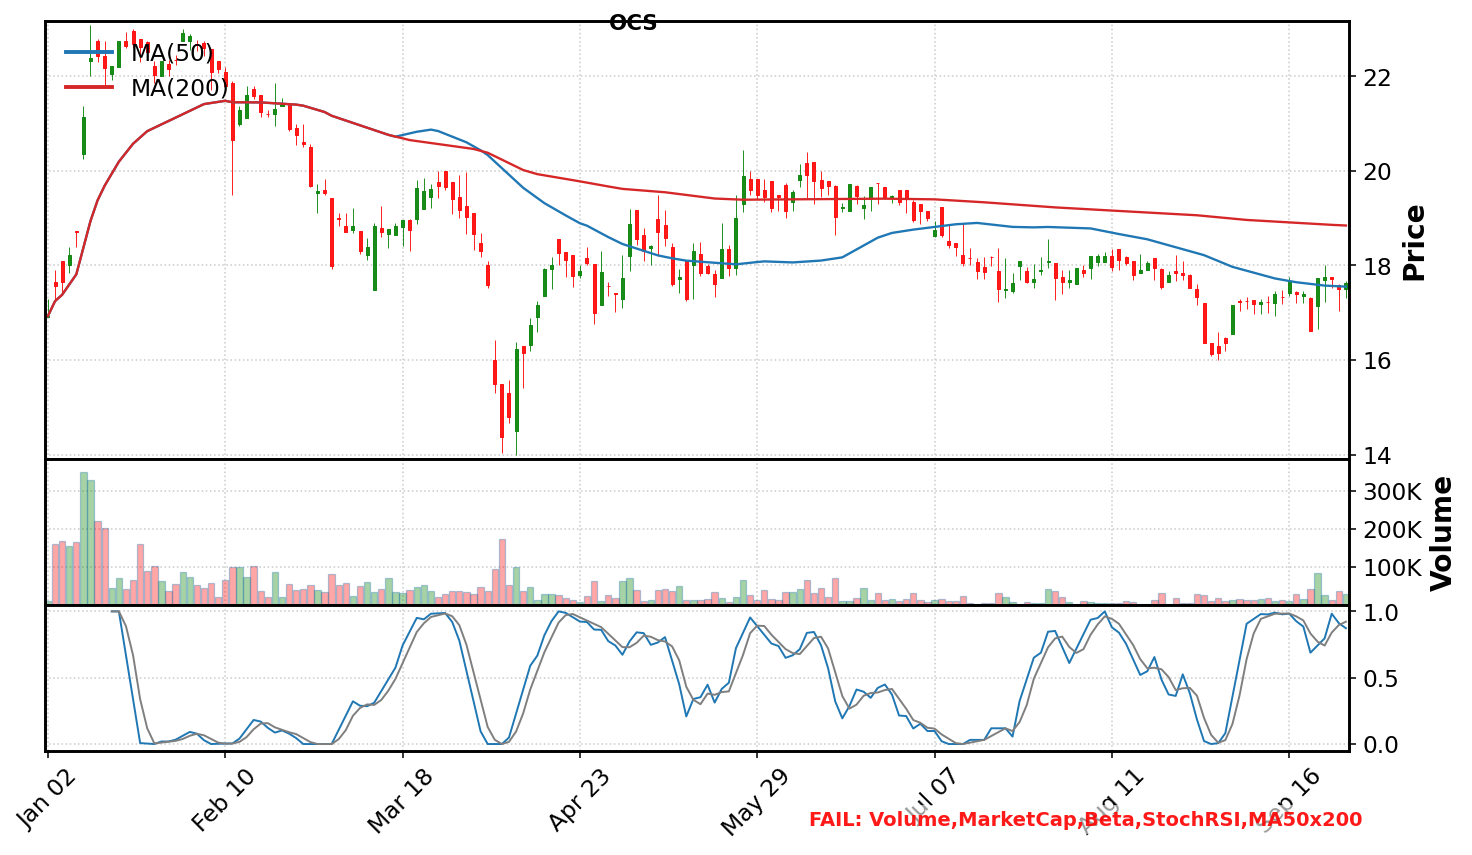 OCS
MA(50)
MA(200)
22
20
18
16
14
Price
300K
200K
100K
Volume
1.0
0.5
0.0
Jan 02
Feb 10
Mar 18
Apr 23
May 29
Jul 07
Aug 11
Sep 16
FAIL: Volume,MarketCap,Beta,StochRSI,MA50x200